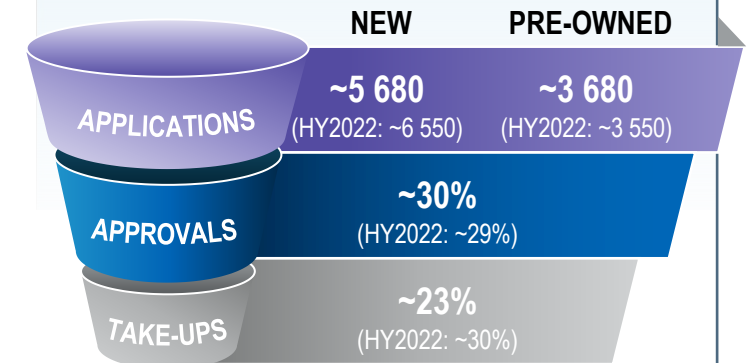 NEW PRE-OWNED
APPLICATIONS ~5 680 ~3 680
(HY2022: ~6 550) (HY2022: ~3 550)
APPROVALS ~30%
(HY2022: ~29%)
TAKE-UPS ~23%
(HY2022: ~30%)